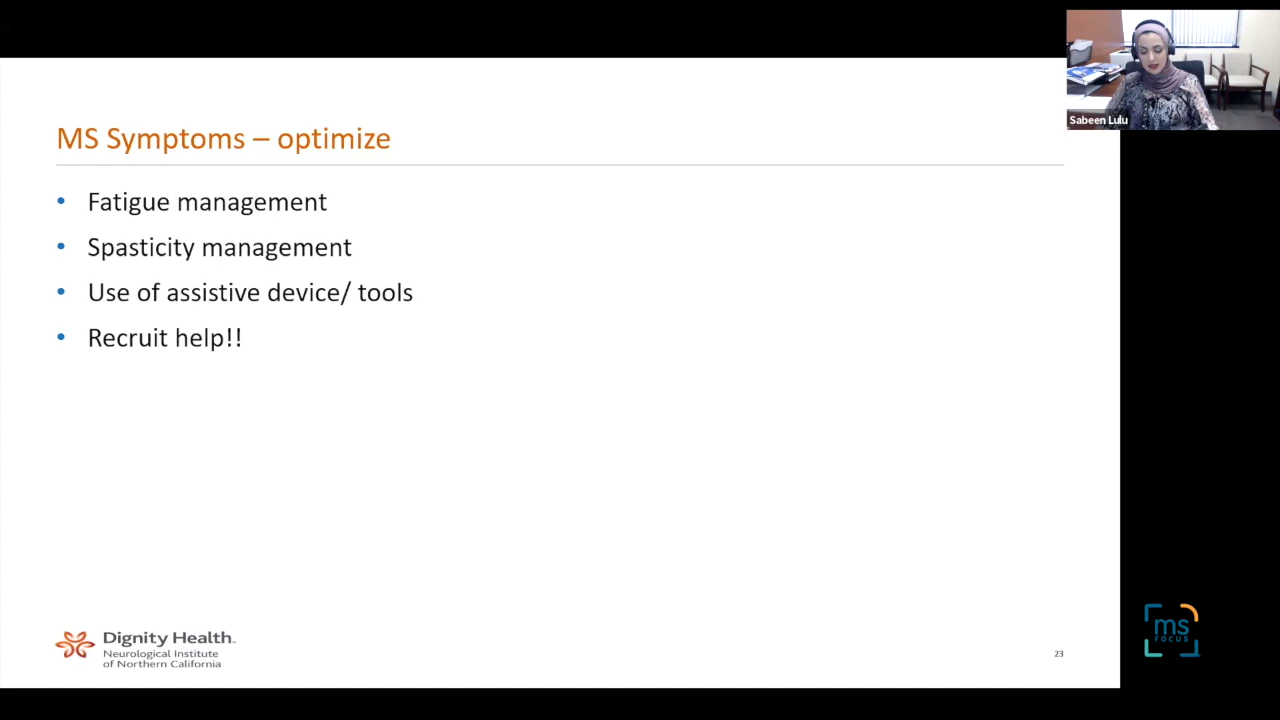 Sabeen Lulu
MS Symptoms – optimize
• Fatigue management
• Spasticity management
• Use of assistive device/ tools
• Recruit help!!
Dignity Health™
Neurological Institute
of Northern California
23
ms
FOCUS